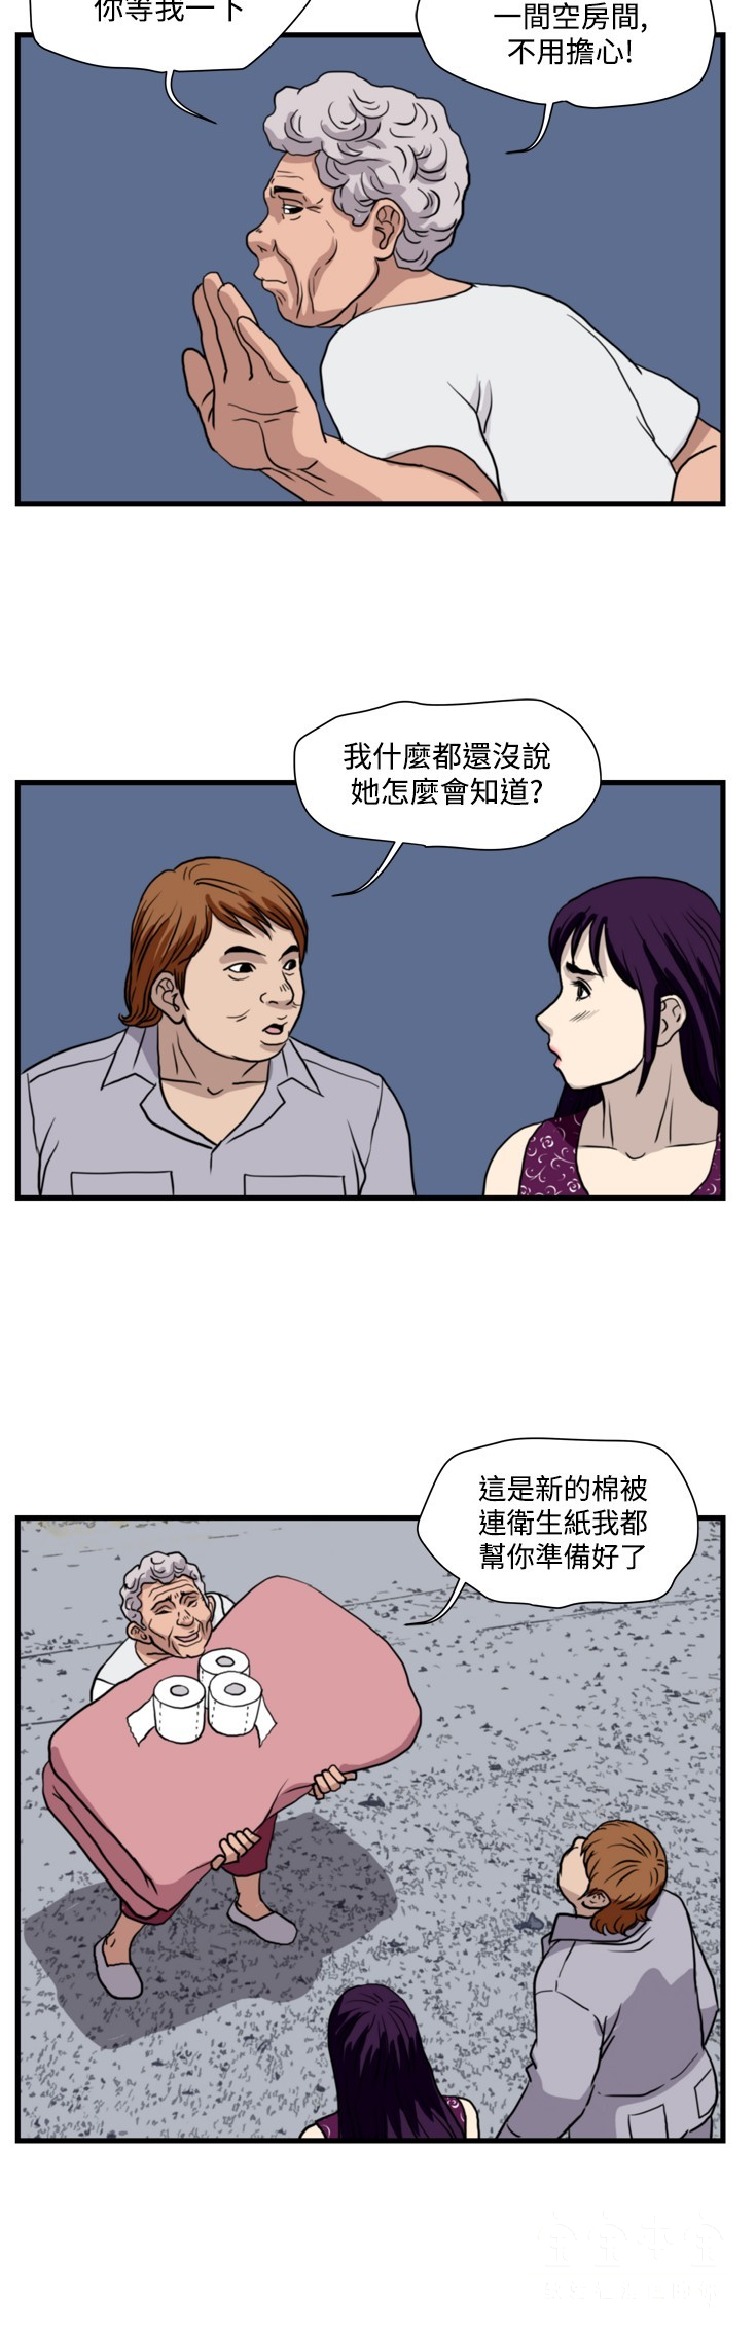 你等我一下
一間空房間,
不用擔心!
我什麼都還沒說
她怎麼會知道?
這是新的棉被
連衛生紙我都
幫你準備好了